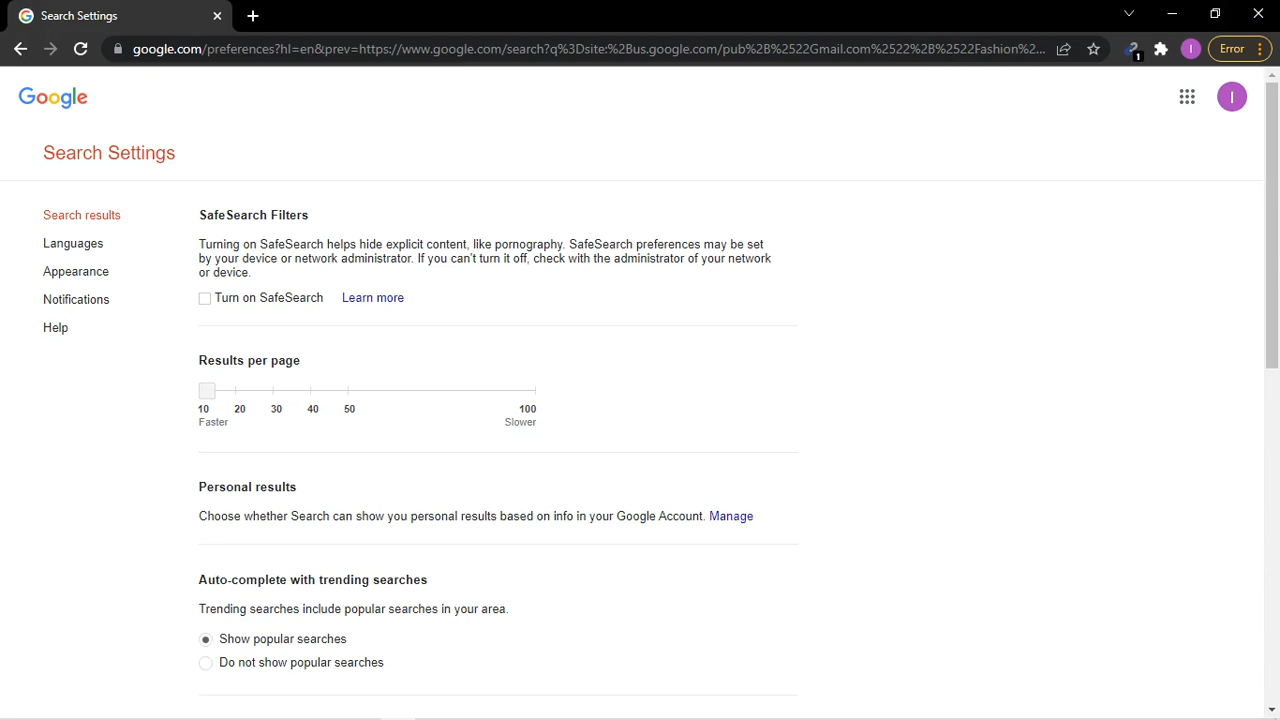 Search Settings
google.com/preferences?hl=en&prev=https://www.google.com/search?q%3Dsite:%2Bus.google.com/pub%2B%2522Gmail.com%2522%2B%2522Fashion%2...
1
I
Error
Google
I
Search Settings
Search results
Languages
Appearance
Notifications
Help
SafeSearch Filters
Turning on SafeSearch helps hide explicit content, like pornography. SafeSearch preferences may be set
by your device or network administrator. If you can't turn it off, check with the administrator of your network
or device.
Turn on SafeSearch Learn more
Results per page
10 20 30 40 50 100
Faster Slower
Personal results
Choose whether Search can show you personal results based on info in your Google Account. Manage
Auto-complete with trending searches
Trending searches include popular searches in your area.
Show popular searches
Do not show popular searches